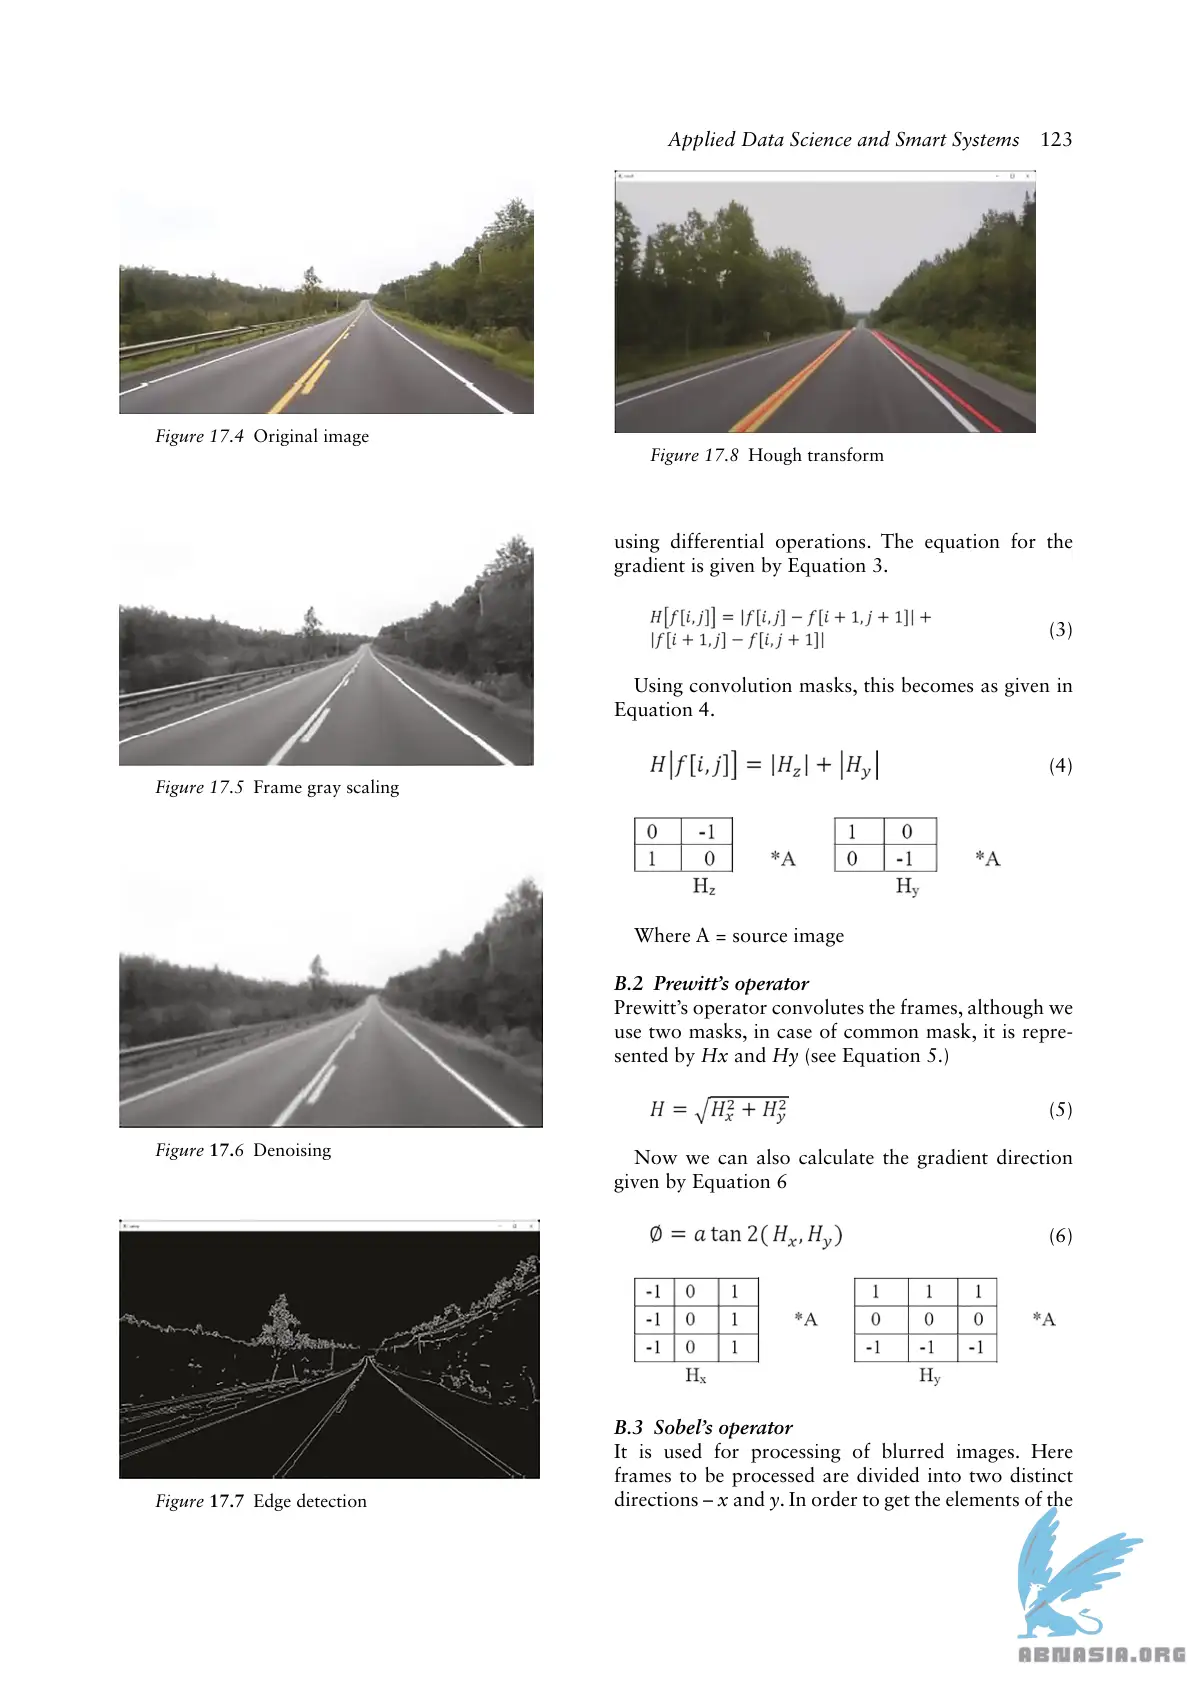 Applied Data Science and Smart Systems 123
Figure 17.4 Original image
Figure 17.5 Frame gray scaling
Figure 17.6 Denoising
Figure 17.7 Edge detection
Figure 17.8 Hough transform
using differential operations. The equation for the
gradient is given by Equation 3.
H[f[i,j]] = |f[i,j] − f[i + 1,j + 1]| +
|f[i + 1,j] − f[i,j + 1]| (3)
Using convolution masks, this becomes as given in
Equation 4.
H|f[i,j]] = |H_z| + |H_y| (4)
0 -1 1 0
1 0 *A 0 -1 *A
H_z H_y
Where A = source image
B.2 Prewitt’s operator
Prewitt’s operator convolutes the frames, although we
use two masks, in case of common mask, it is repre-
sented by Hx and Hy (see Equation 5.)
H = √(H_x^2 + H_y^2) (5)
Now we can also calculate the gradient direction
given by Equation 6
∅ = a tan 2( H_x, H_y) (6)
-1 0 1 1 1 1
-1 0 1 *A 0 0 0 *A
-1 0 1 -1 -1 -1
H_x H_y
B.3 Sobel’s operator
It is used for processing of blurred images. Here
frames to be processed are divided into two distinct
directions – x and y. In order to get the elements of the
ABNASIA.ORG